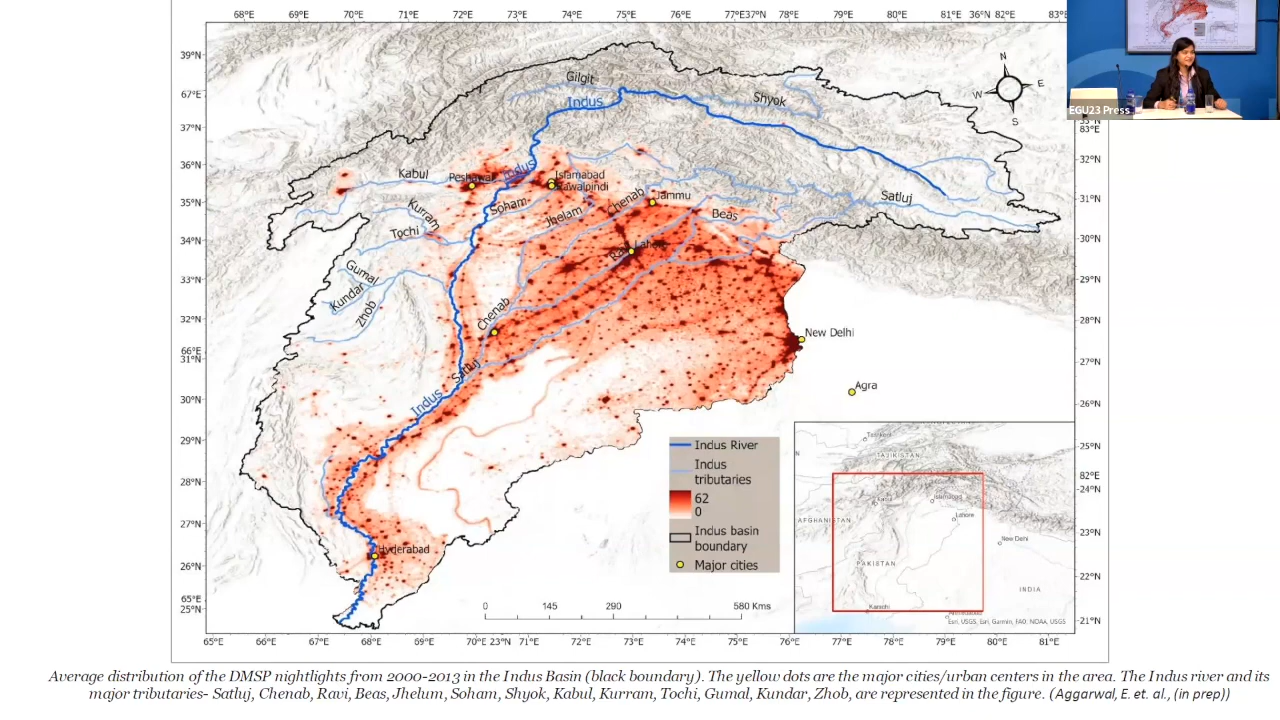 68°E 69°E 70°E 71°E 72°E 73°E 74°E 75°E 76°E 77°E 37°N 78°E 79°E 80°E 81°E 36°N 82°E 83°E
39°N
67°E
37°N
36°N
35°N
34°N
33°N
32°N
66°E
31°N
30°N
29°N
28°N
27°N
26°N
65°E
25°N
Gilgit
Indus
Shyok
N
W
E
S
EGU23 Press
83°E
32°N
31°N
30°N
29°N
28°N
27°N
26°N
25°N
82°E
24°N
23°N
22°N
21°N
Kabul
Peshawar
Indus
Islamabad
Rawalpindi
Kurram
Soham
Jhelam
Chenab
Jammu
Beas
Satluj
Tochi
Ravi
Lahore
Gumal
Kundar
Zhob
Chenab
New Delhi
Satluj
Indus
Agra
Hyderabad
Indus River
Indus
tributaries
62
0
Indus basin
boundary
Major cities
0 145 290 580 Kms
N
TAJIKISTAN
Kabul
Islamabad
AFGHANISTAN
Lahore
New Delhi
PAKISTAN
INDIA
Karachi
Esri, USGS, Esri, Garmin, FAO, NOAA, USGS
65°E 66°E 67°E 68°E 69°E 70°E 23°N 71°E 72°E 73°E 74°E 75°E 76°E 77°E 78°E 79°E 80°E 81°E
Average distribution of the DMSP nightlights from 2000-2013 in the Indus Basin (black boundary). The yellow dots are the major cities/urban centers in the area. The Indus river and its
major tributaries- Satluj, Chenab, Ravi, Beas, Jhelum, Soham, Shyok, Kabul, Kurram, Tochi, Gumal, Kundar, Zhob, are represented in the figure. (Aggarwal, E. et. al., (in prep))